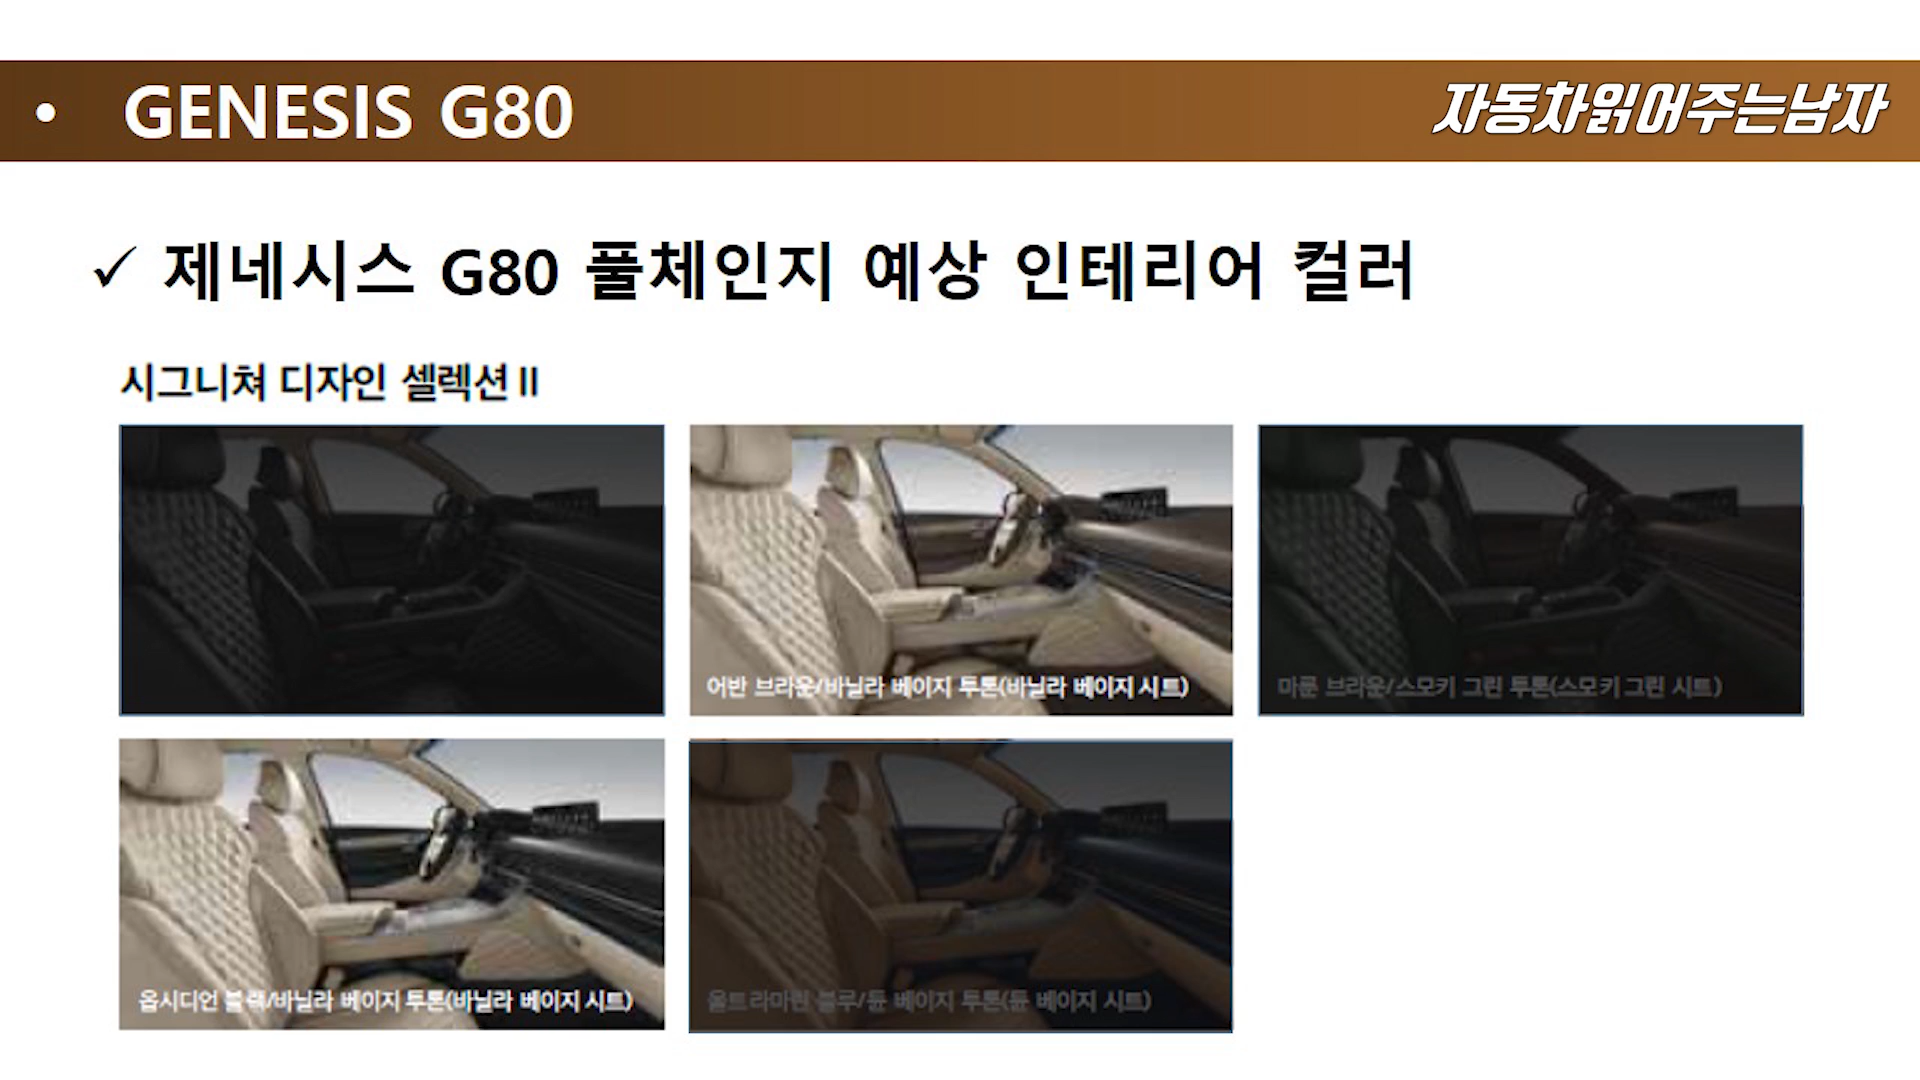 • GENESIS G80
자동차읽어주는남자
✓ 제네시스 G80 풀체인지 예상 인테리어 컬러
시그니쳐 디자인 셀렉션 II
어반 브라운/바닐라 베이지 투톤(바닐라 베이지 시트)
마룬 브라운/스모키 그린 투톤(스모키 그린 시트)
옵시디언 블랙/바닐라 베이지 투톤(바닐라 베이지 시트)
울트라마린 블루/듄 베이지 투톤(듄 베이지 시트)